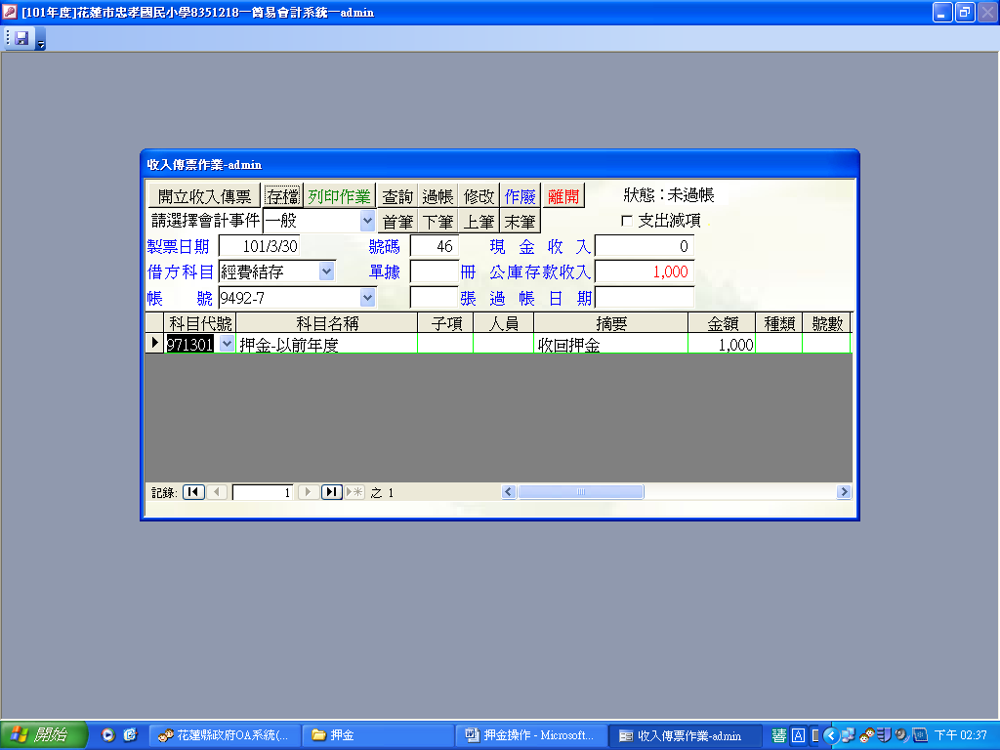 [101年度]花蓮市忠孝國民小學8351218—簡易會計系統—admin
收入傳票作業-admin
開立收入傳票 存檔 列印作業 查詢 過帳 修改 作廢 離開 狀態：未過帳
請選擇會計事件 一般 首筆 下筆 上筆 末筆 支出減項
製票日期 101/3/30 號碼 46 現金收入 0
借方科目 經費結存 單據 冊 公庫存款收入 1,000
帳號 9492-7 張 過帳日期
科目代號 科目名稱 子項 人員 摘要 金額 種類 號數
971301 押金-以前年度 收回押金 1,000
記錄: 1 之 1
開始 花蓮縣政府OA系統(... 押金 押金操作 - Microsoft... 收入傳票作業-admin A 下午 02:37